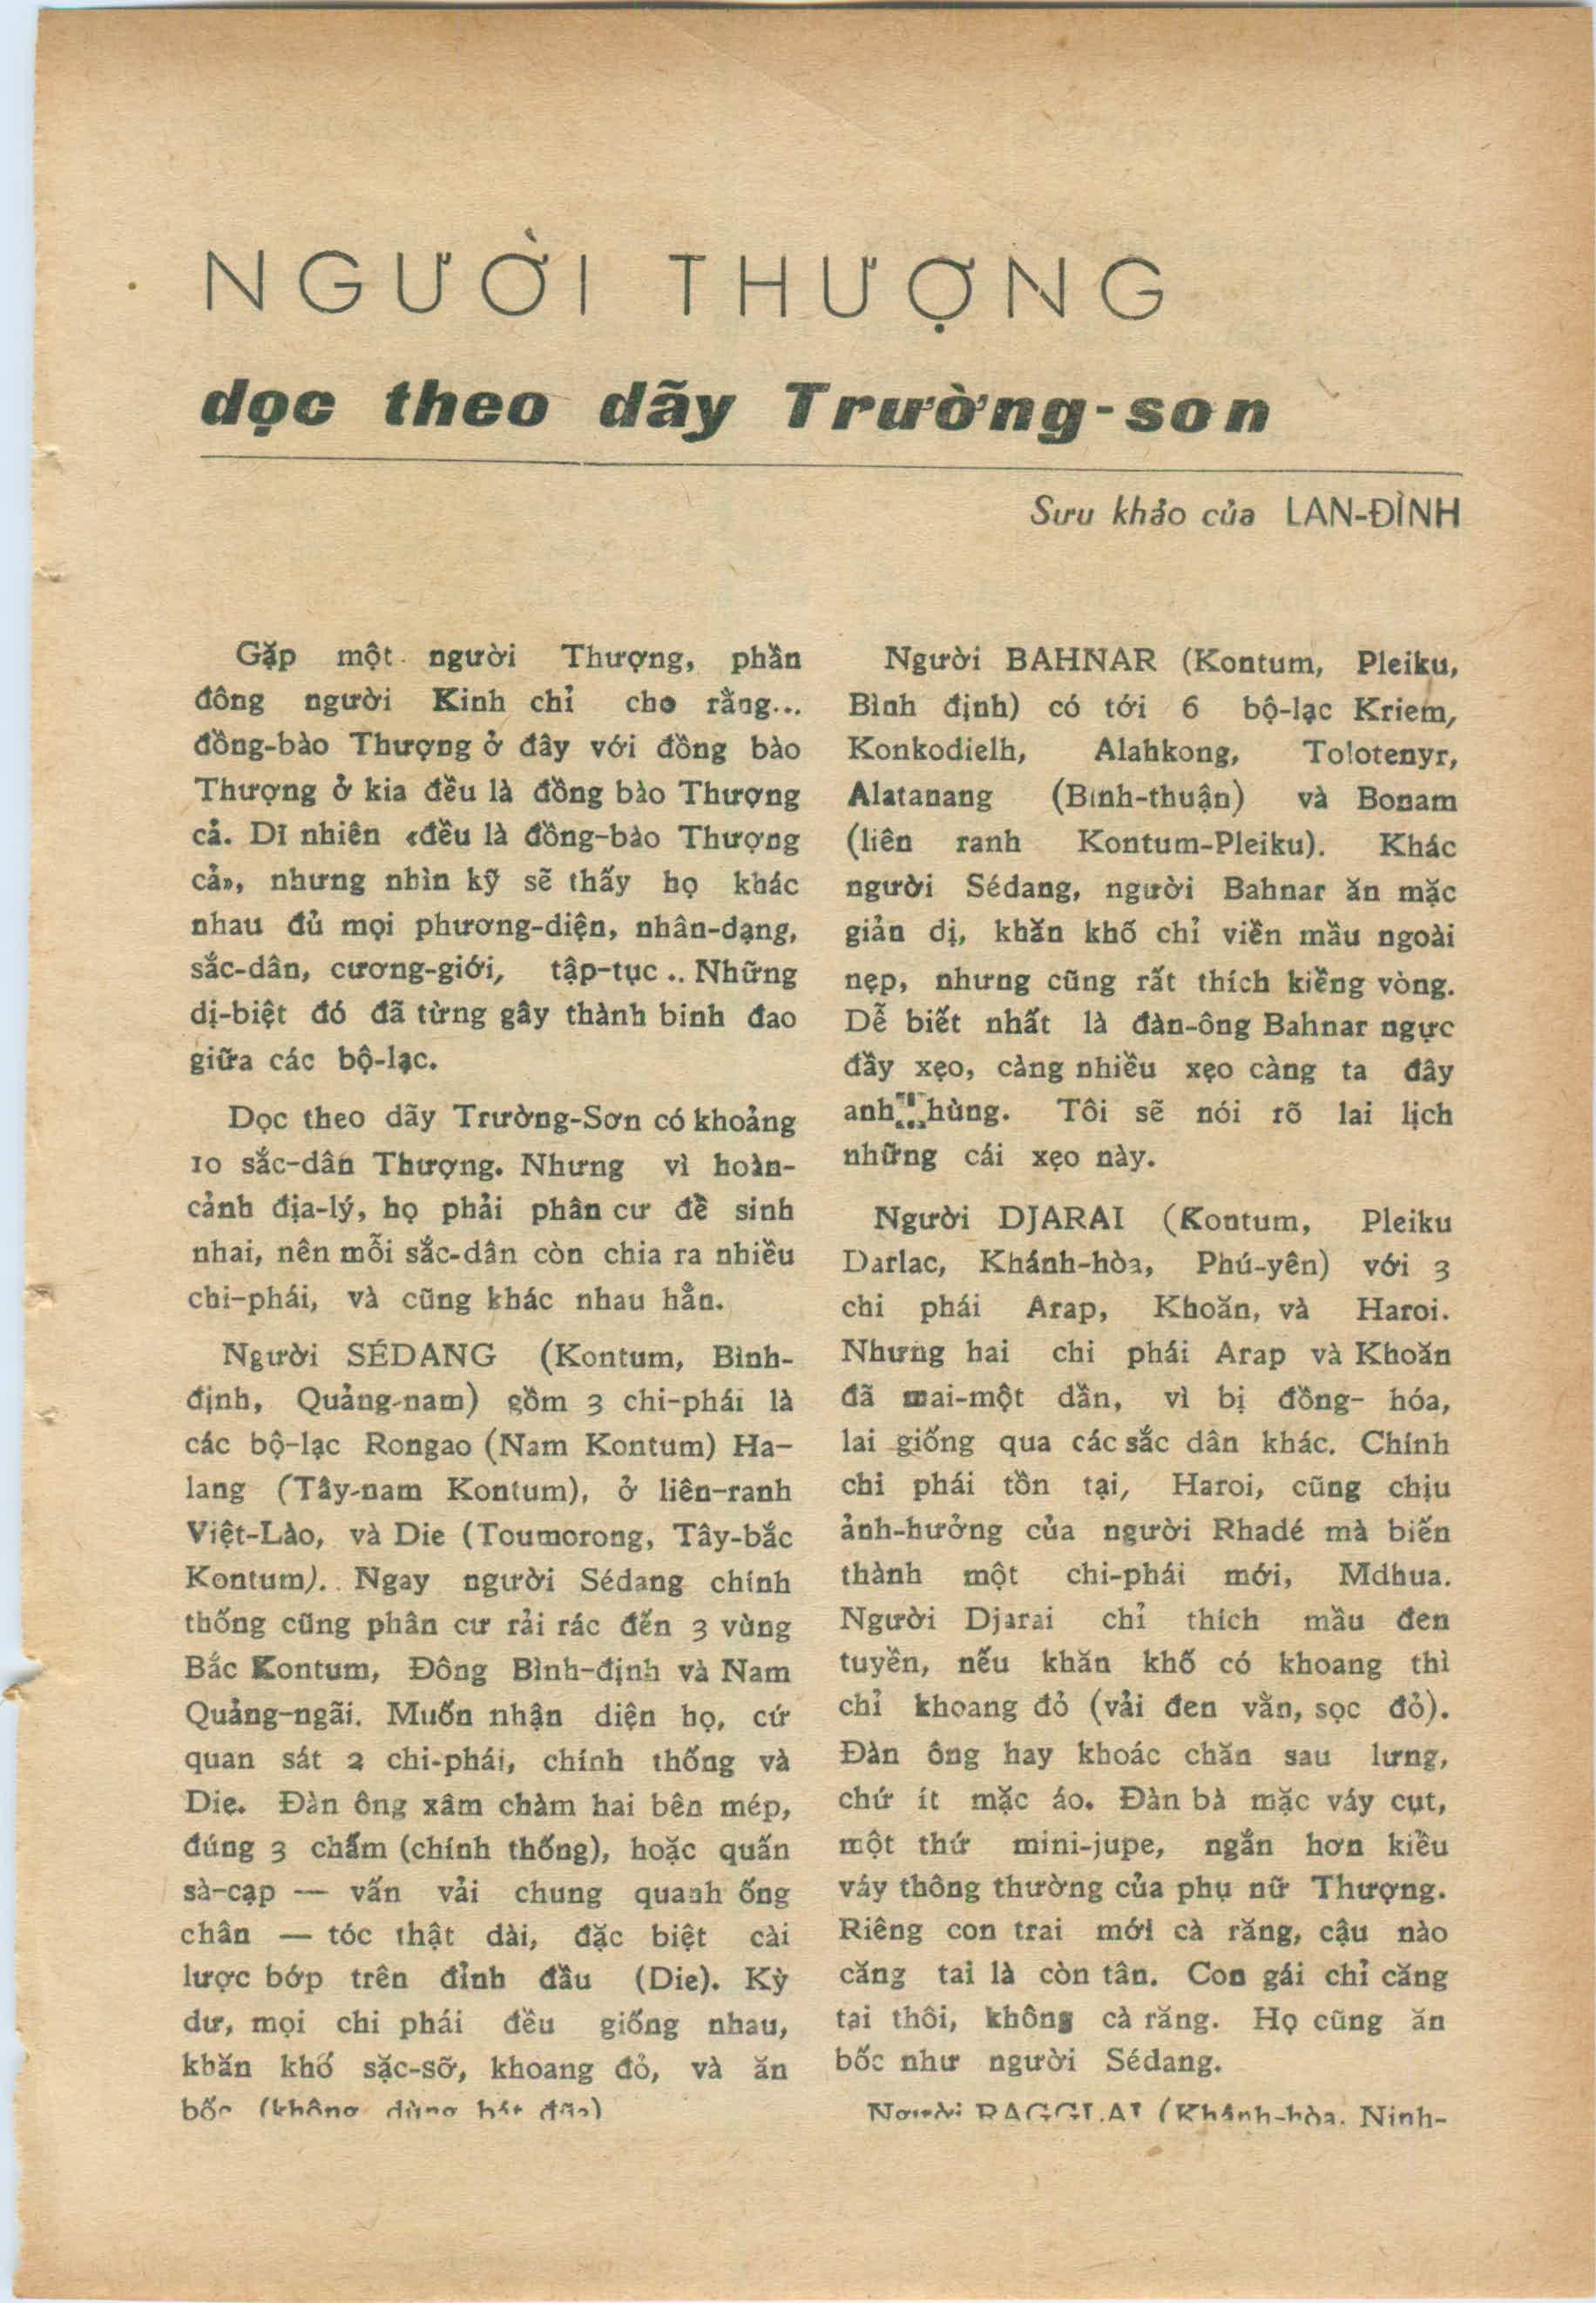 NGƯỜI THƯỢNG
dọc theo dãy Trường-sơn
Sưu khảo của LAN-ĐÌNH
Gặp một người Thượng, phần
đông người Kinh chỉ cho rằng...
đồng-bào Thượng ở đây với đồng bào
Thượng ở kia đều là đồng bào Thượng
cả. Dĩ nhiên «đều là đồng-bào Thượng
cả», nhưng nhìn kỹ sẽ thấy họ khác
nhau đủ mọi phương-diện, nhân-dạng,
sắc-dân, cương-giới, tập-tục .. Những
dị-biệt đó đã từng gây thành binh đao
giữa các bộ-lạc.
Dọc theo dãy Trường-Sơn có khoảng
10 sắc-dân Thượng. Nhưng vì hoàn-
cảnh địa-lý, họ phải phân cư để sinh
nhai, nên mỗi sắc-dân còn chia ra nhiều
chi-phái, và cũng khác nhau hẳn.
Người SÉDANG (Kontum, Bình-
định, Quảng-nam) gồm 3 chi-phái là
các bộ-lạc Rongao (Nam Kontum) Ha-
lang (Tây-nam Kontum), ở liên-ranh
Việt-Lào, và Die (Toumorong, Tây-bắc
Kontum). Ngay người Sédang chính
thống cũng phân cư rải rác đến 3 vùng
Bắc Kontum, Đông Bình-định và Nam
Quảng-ngãi. Muốn nhận diện họ, cứ
quan sát 2 chi-phái, chính thống và
Die. Đàn ông xâm chàm hai bên mép,
đúng 3 chấm (chính thống), hoặc quấn
sà-cạp — vấn vải chung quanh ống
chân — tóc thật dài, đặc biệt cài
lược bớp trên đỉnh đầu (Die). Kỳ
dư, mọi chi phái đều giống nhau,
khăn khố sặc-sỡ, khoang đỏ, và ăn
bốc (không dùng bát đũa)
Người BAHNAR (Kontum, Pleiku,
Bình định) có tới 6 bộ-lạc Kriem,
Konkodielh, Alahkong, Tolotenyr,
Alatanang (Bình-thuận) và Bonam
(liên ranh Kontum-Pleiku). Khác
người Sédang, người Bahnar ăn mặc
giản dị, khăn khố chỉ viền mầu ngoài
nẹp, nhưng cũng rất thích kiềng vòng.
Dễ biết nhất là đàn-ông Bahnar ngực
đầy xẹo, càng nhiều xẹo càng ta đây
anh hùng. Tôi sẽ nói rõ lai lịch
những cái xẹo này.
Người DJARAI (Kontum, Pleiku
Darlac, Khánh-hòa, Phú-yên) với 3
chi phái Arap, Khoăn, và Haroi.
Nhưng hai chi phái Arap và Khoăn
đã mai-một dần, vì bị đồng- hóa,
lai giống qua các sắc dân khác. Chính
chi phái tồn tại, Haroi, cũng chịu
ảnh-hưởng của người Rhadé mà biến
thành một chi-phái mới, Mdhua.
Người Djarai chỉ thích mầu đen
tuyền, nếu khăn khố có khoang thì
chỉ khoang đỏ (vải đen vằn, sọc đỏ).
Đàn ông hay khoác chăn sau lưng,
chứ ít mặc áo. Đàn bà mặc váy cụt,
một thứ mini-jupe, ngắn hơn kiểu
váy thông thường của phụ nữ Thượng.
Riêng con trai mới cà răng, cậu nào
căng tai là còn tân. Con gái chỉ căng
tai thôi, không cà răng. Họ cũng ăn
bốc như người Sédang.
Người RAGGLAI (Khánh-hòa, Ninh-